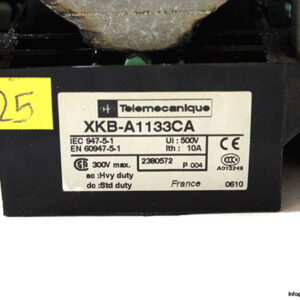 25
Telemecanique
XKB-A1133CA
IEC 947-5-1 Ui : 500V
EN 60947-5-1 Ith : 10A
300V max. 2380572 P 004
A013249
ac : Hvy duty
dc : Std duty France 0610